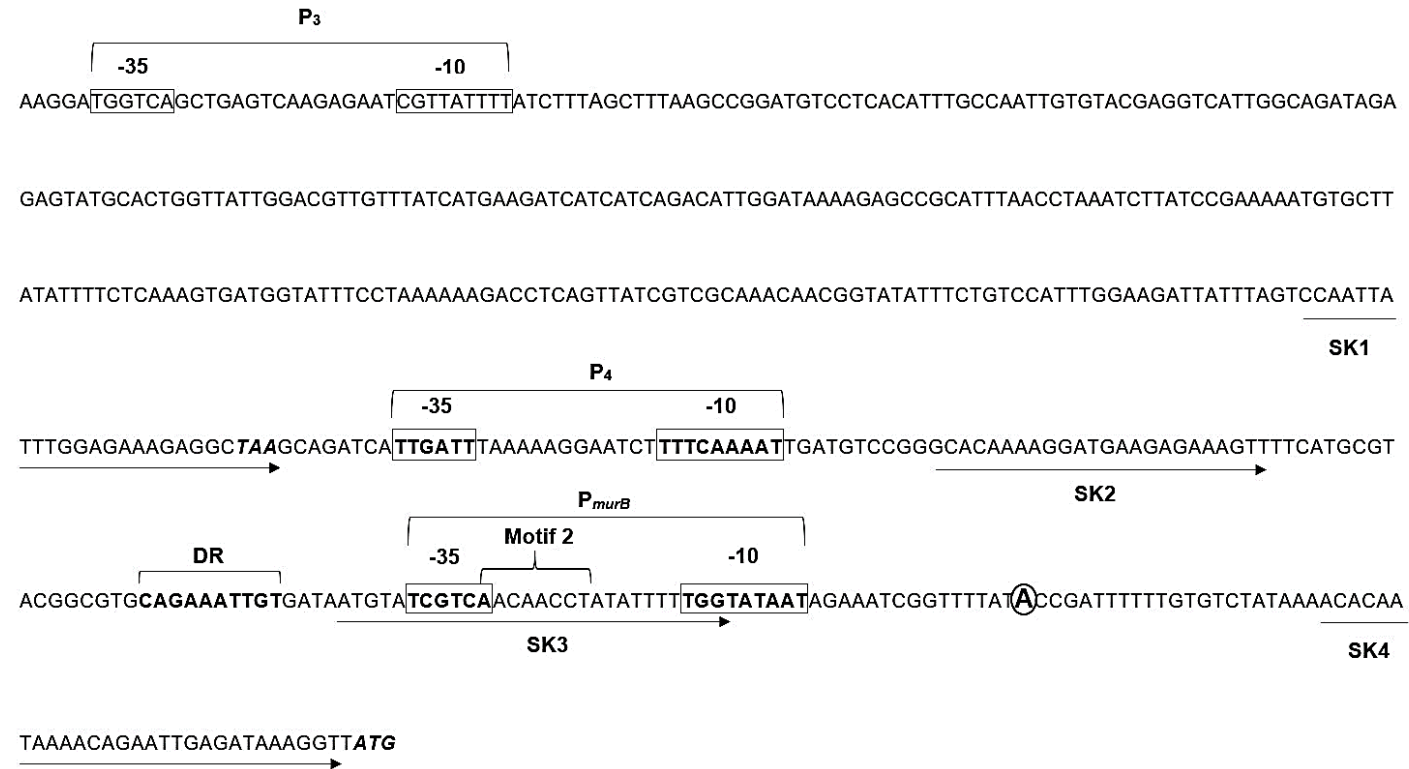 P3
-35 -10
AAGGATGGTCAGCTGAGTCAAGAGAATCGTTATTTTATCTTTAGCTTTAAGCCGGATGTCCTCACATTTGCCAATTGTGTACGAGGTCATTGGCAGATAGA
GAGTATGCACTGGTTATTGGACGTTGTTTATCATGAAGATCATCATCAGACATTGGATAAAAGAGCCGCATTTAACCTAAATCTTATCCGAAAAATGTGCTT
ATATTTTCTCAAAGTGATGGTATTTCCTAAAAAAGACCTCAGTTATCGTCGCAAACAACGGTATATTTCTGTCCATTTGGAAGATTATTTAGTCCAATTA
SK1
P4
-35 -10
TTTGGAGAAAGAGGCTAAGCAGATCATTGATTTAAAAAGGAATCTTTTCAAAATTGATGTCCGGGCACAAAAGGATGAAGAGAAAGTTTTCATGCGT
SK2
PmurB
DR -35 Motif 2 -10
ACGGCGTGCAGAAATTGTGATAATGTATCGTCAACAACCTATATTTTTGGTATAATAGAAATCGGTTTTATACCGATTTTTTGTGTCTATAAAACACAA
SK3
SK4
TAAAACAGAATTGAGATAAAGGTTATG